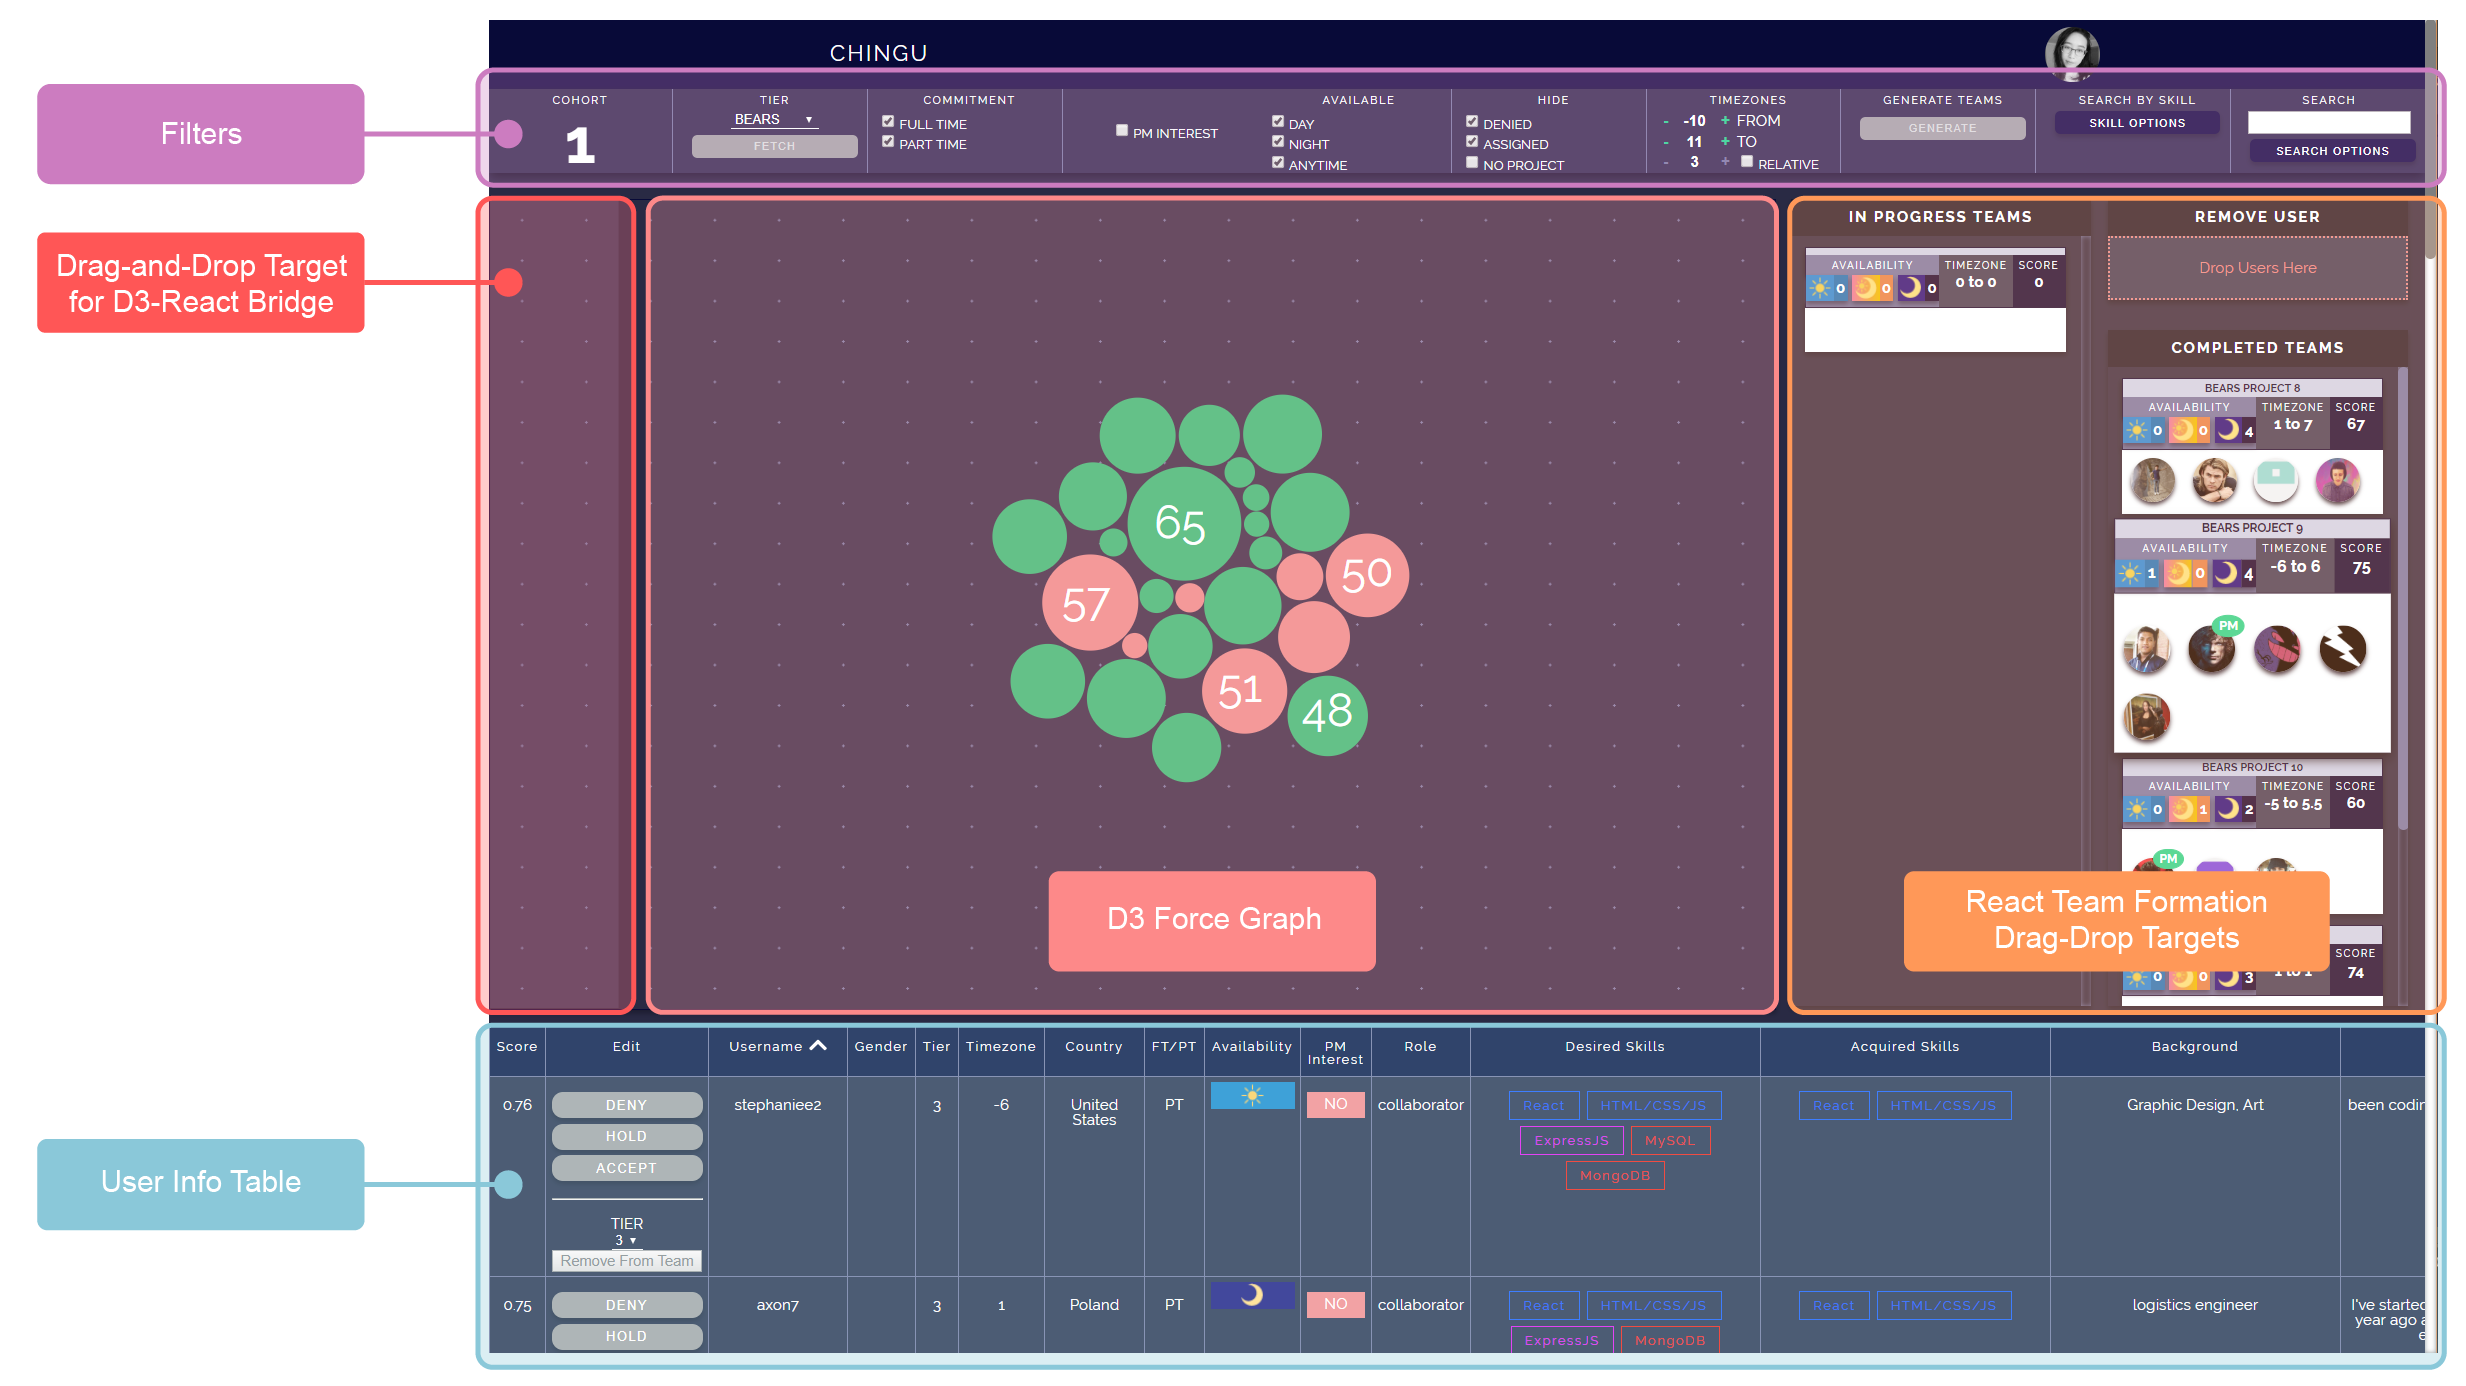 CHINGU
Filters
COHORT
1
TIER
BEARS
FETCH
COMMITMENT
FULL TIME
PART TIME
PM INTEREST
AVAILABLE
DAY
NIGHT
ANYTIME
HIDE
DENIED
ASSIGNED
NO PROJECT
TIMEZONES
- -10 + FROM
- 11 + TO
- 3 + RELATIVE
GENERATE TEAMS
GENERATE
SEARCH BY SKILL
SKILL OPTIONS
SEARCH
SEARCH OPTIONS
Drag-and-Drop Target
for D3-React Bridge
65
50
57
51
48
D3 Force Graph
IN PROGRESS TEAMS
AVAILABILITY TIMEZONE SCORE
0 0 0 0 to 0 0
REMOVE USER
Drop Users Here
COMPLETED TEAMS
BEARS PROJECT 8
AVAILABILITY TIMEZONE SCORE
0 0 4 1 to 7 67
BEARS PROJECT 9
AVAILABILITY TIMEZONE SCORE
1 0 4 -6 to 6 75
PM
BEARS PROJECT 10
AVAILABILITY TIMEZONE SCORE
0 1 2 -5 to 5.5 60
PM
React Team Formation
Drag-Drop Targets
SCORE
0 0 3 74
User Info Table
Score Edit Username Gender Tier Timezone Country FT/PT Availability PM Interest Role Desired Skills Acquired Skills Background
0.76 DENY stephaniee2 3 -6 United States PT NO collaborator React HTML/CSS/JS React HTML/CSS/JS Graphic Design, Art been codin
HOLD ExpressJS MySQL
ACCEPT MongoDB
TIER
3
Remove From Team
0.75 DENY axon7 3 1 Poland PT NO collaborator React HTML/CSS/JS React HTML/CSS/JS logistics engineer I've started
HOLD ExpressJS MongoDB year ago a
e